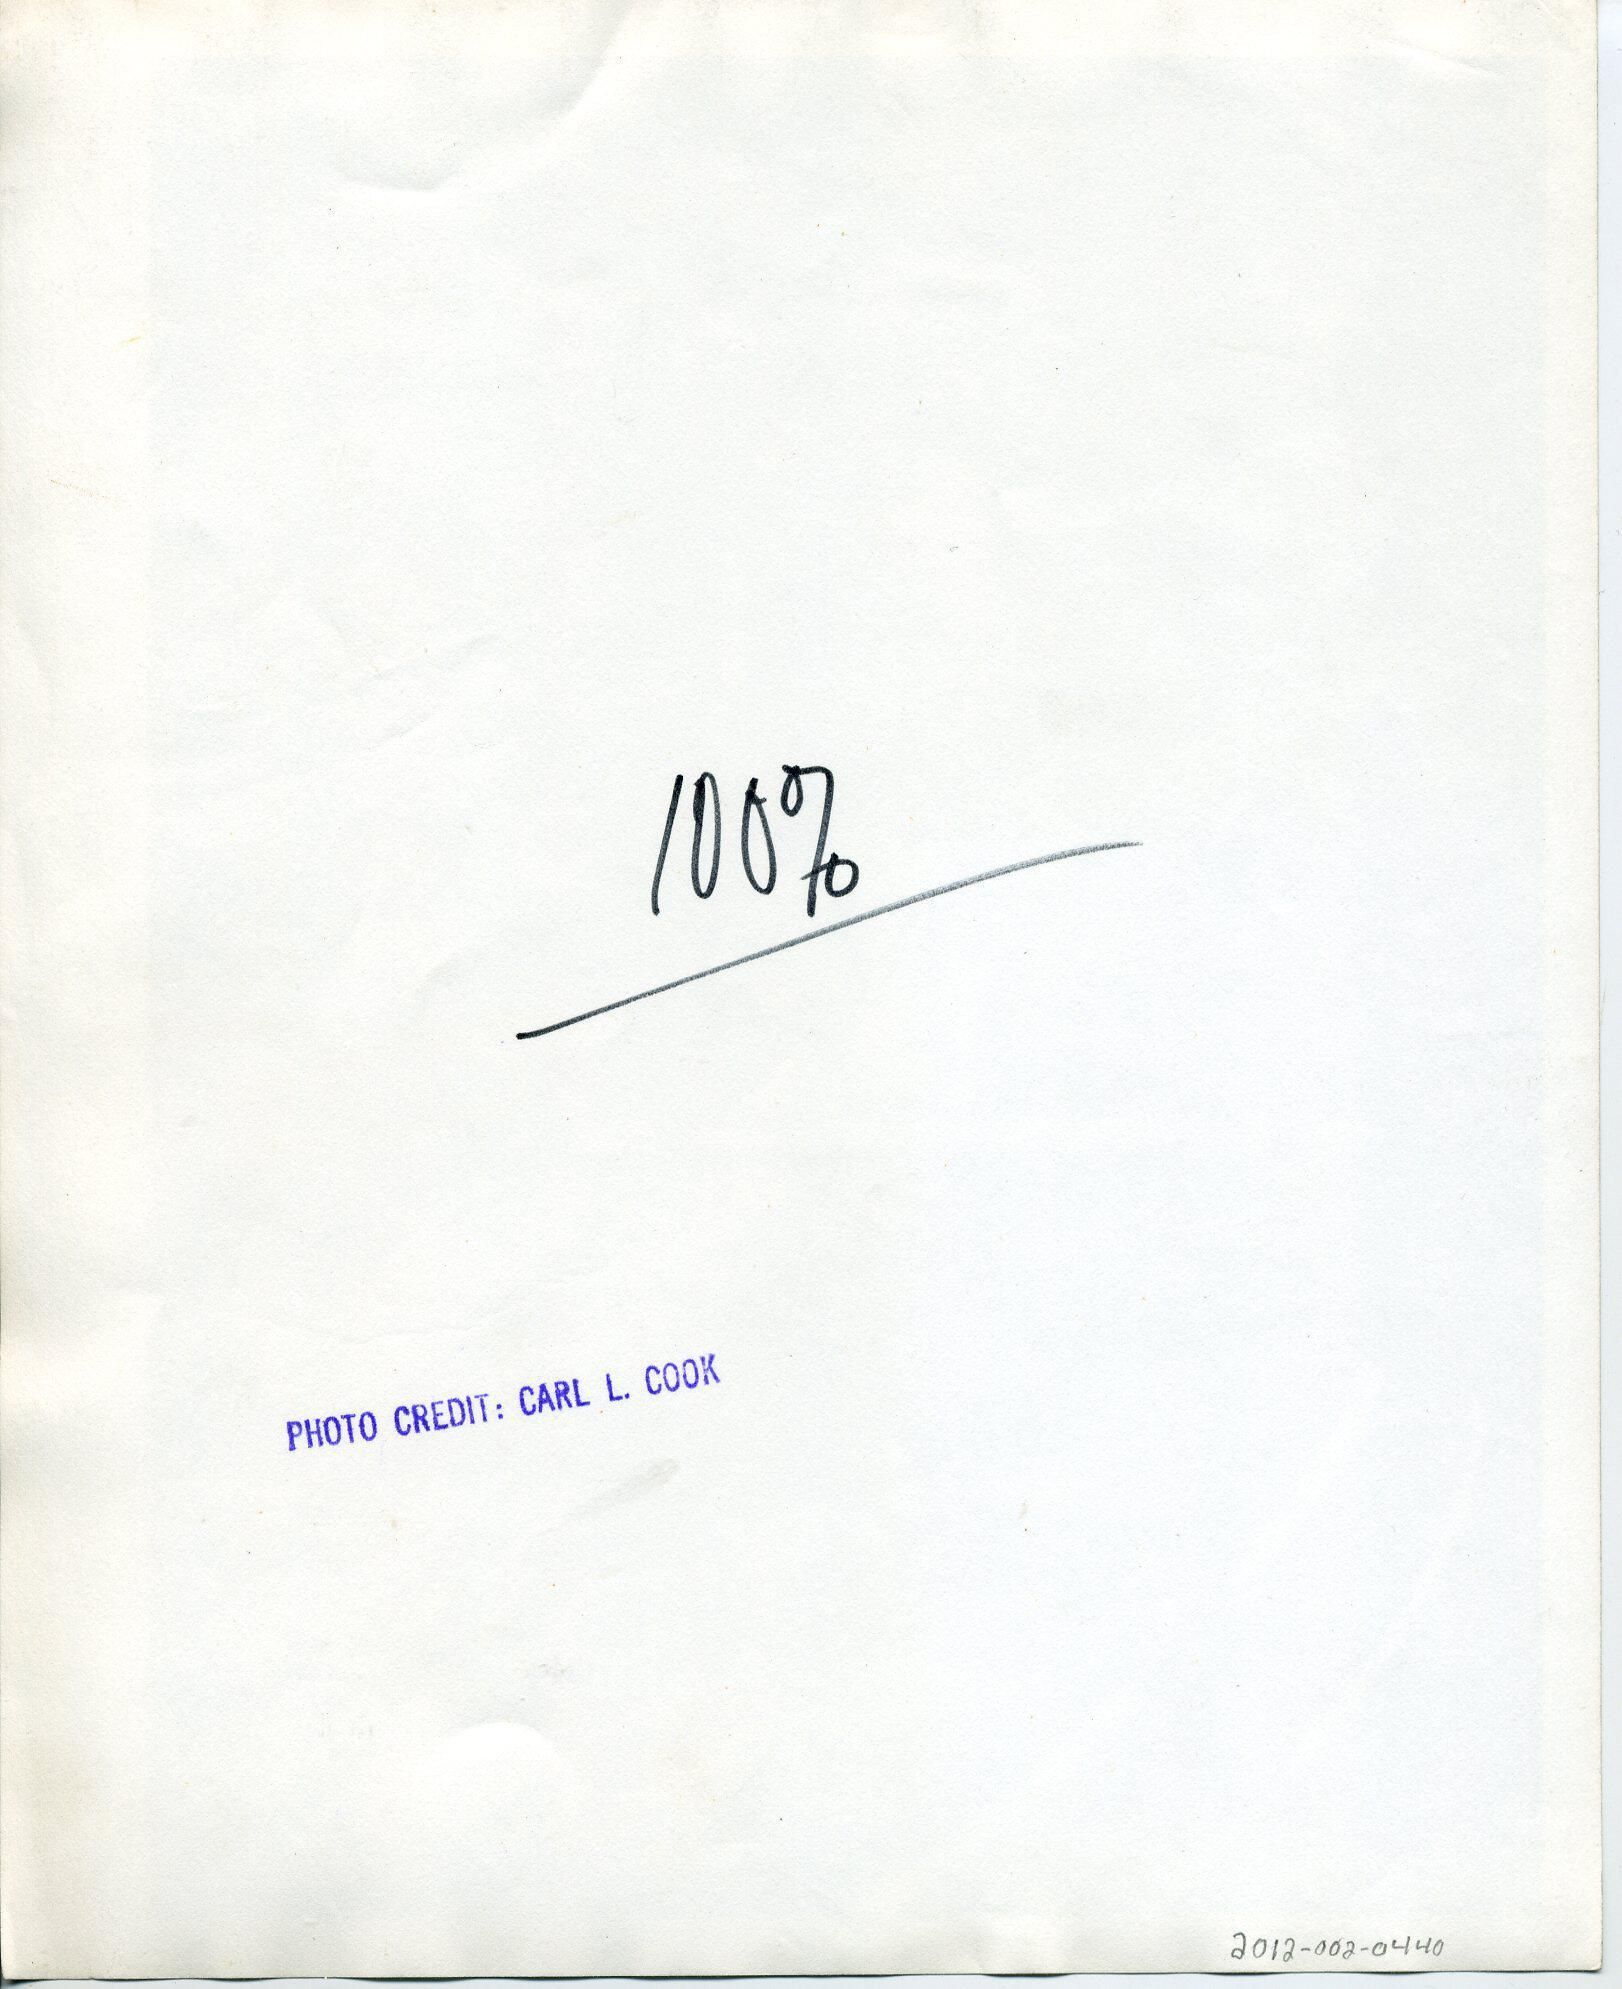 100%
PHOTO CREDIT: CARL L. COOK
2012-002-0440